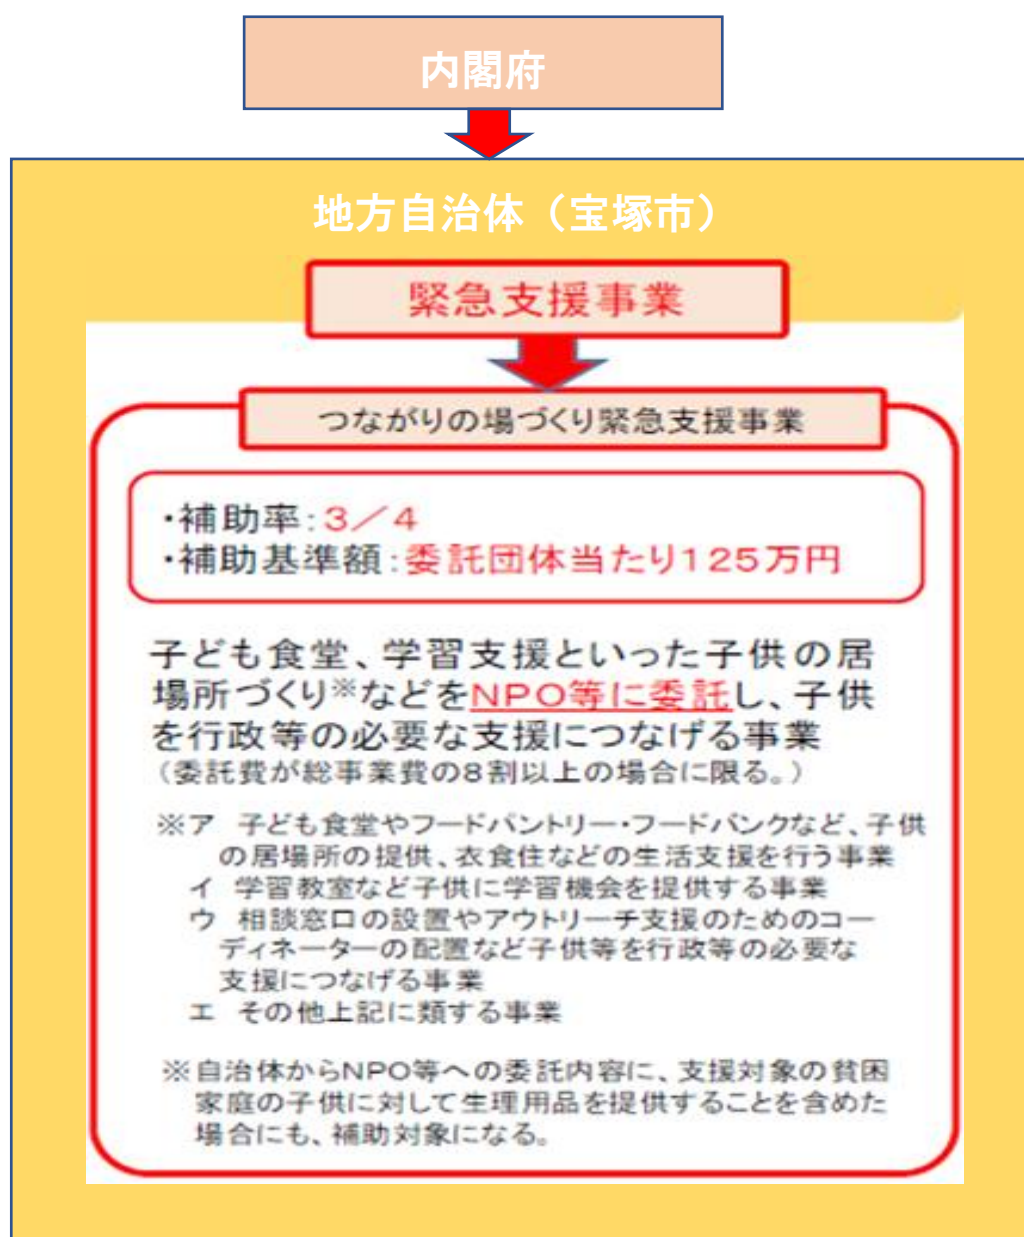 内閣府
地方自治体（宝塚市）
緊急支援事業
つながりの場づくり緊急支援事業
・補助率:３／４
・補助基準額:委託団体当たり125万円
子ども食堂、学習支援といった子供の居
場所づくり※などをNPO等に委託し、子供
を行政等の必要な支援につなげる事業
（委託費が総事業費の８割以上の場合に限る。）
※ア 子ども食堂やフードパントリー・フードバンクなど、子供
の居場所の提供、衣食住などの生活支援を行う事業
イ 学習教室など子供に学習機会を提供する事業
ウ 相談窓口の設置やアウトリーチ支援のためのコー
ディネーターの配置など子供等を行政等の必要な
支援につなげる事業
エ その他上記に類する事業
※自治体からNPO等への委託内容に、支援対象の貧困
家庭の子供に対して生理用品を提供することを含めた
場合にも、補助対象になる。